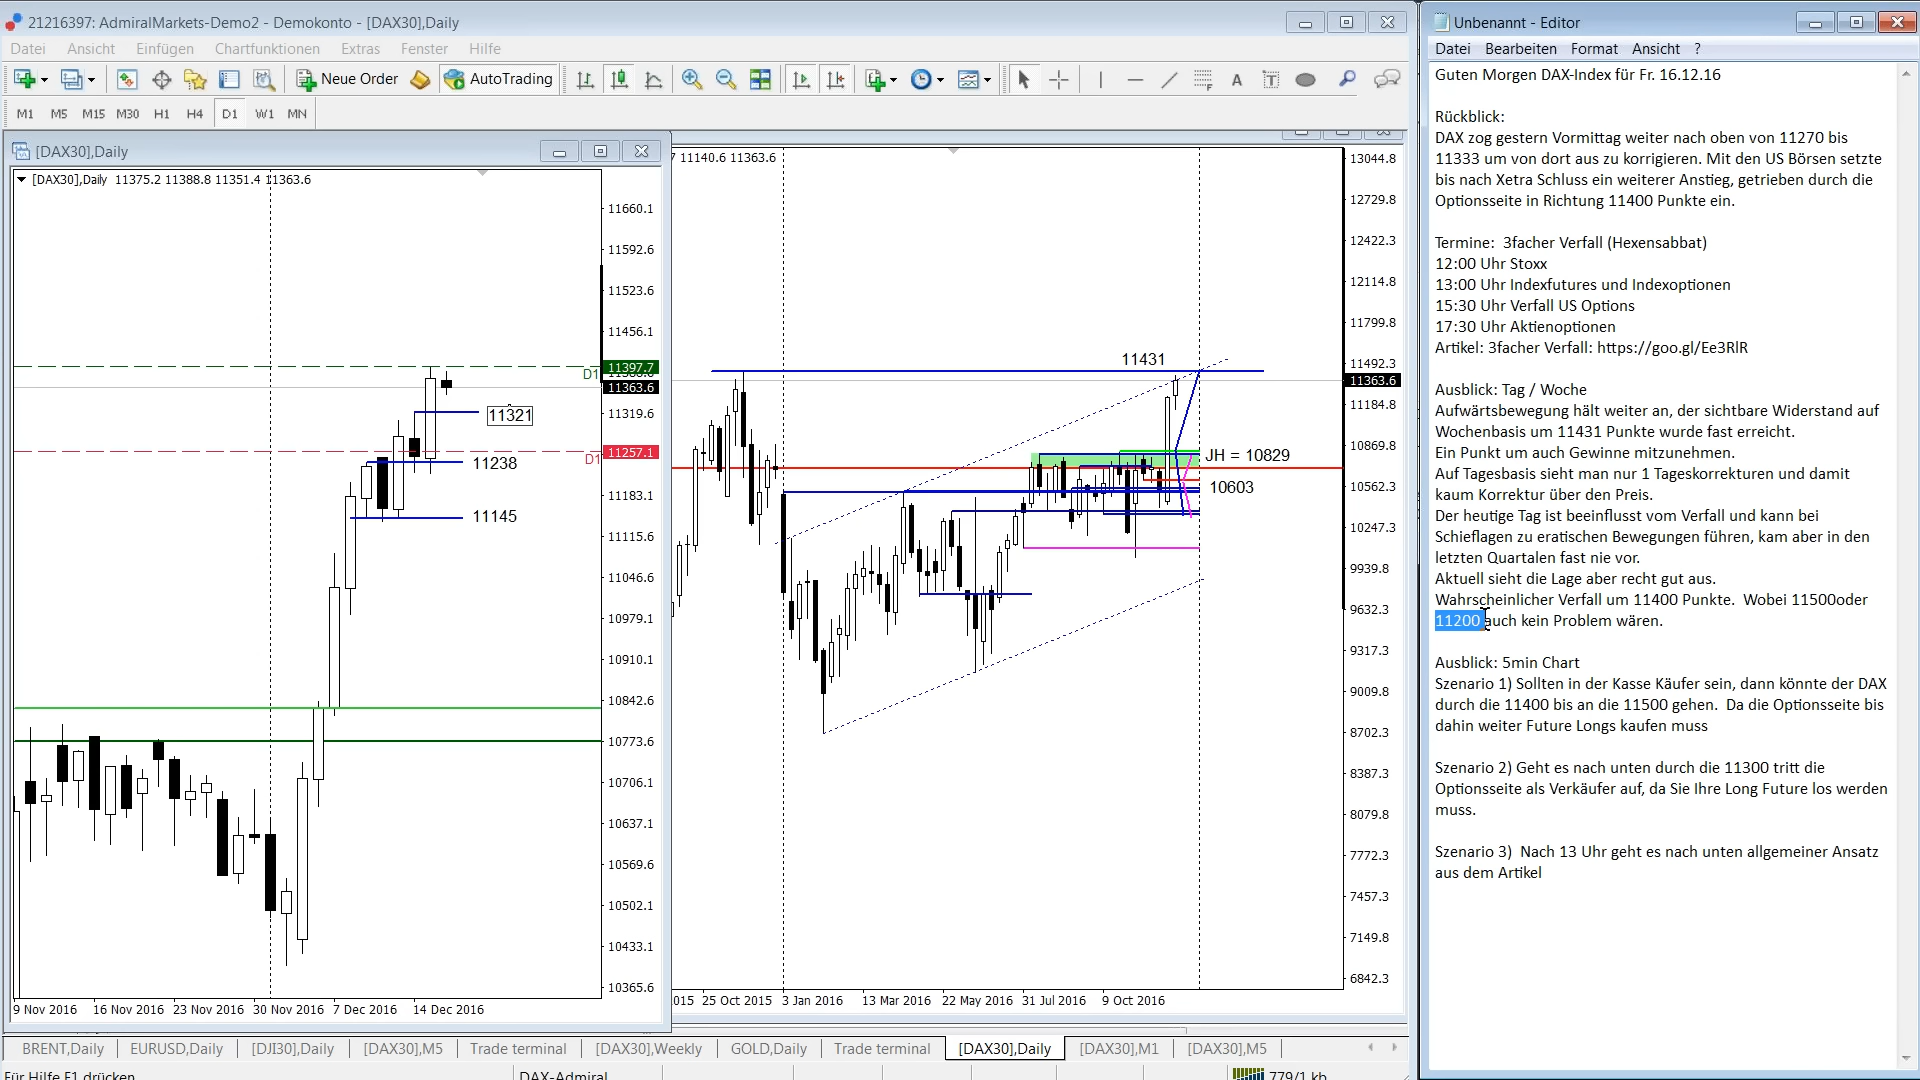 21216397: AdmiralMarkets-Demo2 - Demokonto - [DAX30],Daily
Datei Ansicht Einfügen Chartfunktionen Extras Fenster Hilfe
New Order AutoTrading
A T
M1 M5 M15 M30 H1 H4 D1 W1 MN
[DAX30],Daily
[DAX30],Daily 11375.2 11388.8 11351.4 11363.6
11660.1
11592.6
11523.6
11456.1
11397.7
D1
11363.6
11321
11319.6
11257.1
D1
11238
11183.1
11145
11115.6
11046.6
10979.1
10910.1
10842.6
10773.6
10706.1
10637.1
10569.6
10502.1
10433.1
10365.6
9 Nov 2016 16 Nov 2016 23 Nov 2016 30 Nov 2016 7 Dec 2016 14 Dec 2016
7 11140.6 11363.6
13044.8
12729.8
12422.3
12114.8
11799.8
11431
11492.3
11363.6
11184.8
10869.8
JH = 10829
10603
10562.3
10247.3
9939.8
9632.3
9317.3
9009.8
8702.3
8387.3
8079.8
7772.3
7457.3
7149.8
6842.3
015 25 Oct 2015 3 Jan 2016 13 Mar 2016 22 May 2016 31 Jul 2016 9 Oct 2016
BRENT,Daily EURUSD,Daily [DJI30],Daily [DAX30],M5 Trade terminal [DAX30],Weekly GOLD,Daily Trade terminal [DAX30],Daily [DAX30],M1 [DAX30],M5
Für Hilfe F1 drücken DAX-Admiral 779/1 kb
Unbenannt - Editor
Datei Bearbeiten Format Ansicht ?
Guten Morgen DAX-Index für Fr. 16.12.16
Rückblick:
DAX zog gestern Vormittag weiter nach oben von 11270 bis
11333 um von dort aus zu korrigieren. Mit den US Börsen setzte
bis nach Xetra Schluss ein weiterer Anstieg, getrieben durch die
Optionsseite in Richtung 11400 Punkte ein.
Termine: 3facher Verfall (Hexensabbat)
12:00 Uhr Stoxx
13:00 Uhr Indexfutures und Indexoptionen
15:30 Uhr Verfall US Options
17:30 Uhr Aktienoptionen
Artikel: 3facher Verfall: https://goo.gl/Ee3RlR
Ausblick: Tag / Woche
Aufwärtsbewegung hält weiter an, der sichtbare Widerstand auf
Wochenbasis um 11431 Punkte wurde fast erreicht.
Ein Punkt um auch Gewinne mitzunehmen.
Auf Tagesbasis sieht man nur 1 Tageskorrekturen und damit
kaum Korrektur über den Preis.
Der heutige Tag ist beeinflusst vom Verfall und kann bei
Schieflagen zu eratischen Bewegungen führen, kam aber in den
letzten Quartalen fast nie vor.
Aktuell sieht die Lage aber recht gut aus.
Wahrscheinlicher Verfall um 11400 Punkte. Wobei 11500oder
11200 auch kein Problem wären.
Ausblick: 5min Chart
Szenario 1) Sollten in der Kasse Käufer sein, dann könnte der DAX
durch die 11400 bis an die 11500 gehen. Da die Optionsseite bis
dahin weiter Future Longs kaufen muss
Szenario 2) Geht es nach unten durch die 11300 tritt die
Optionsseite als Verkäufer auf, da Sie Ihre Long Future los werden
muss.
Szenario 3) Nach 13 Uhr geht es nach unten allgemeiner Ansatz
aus dem Artikel